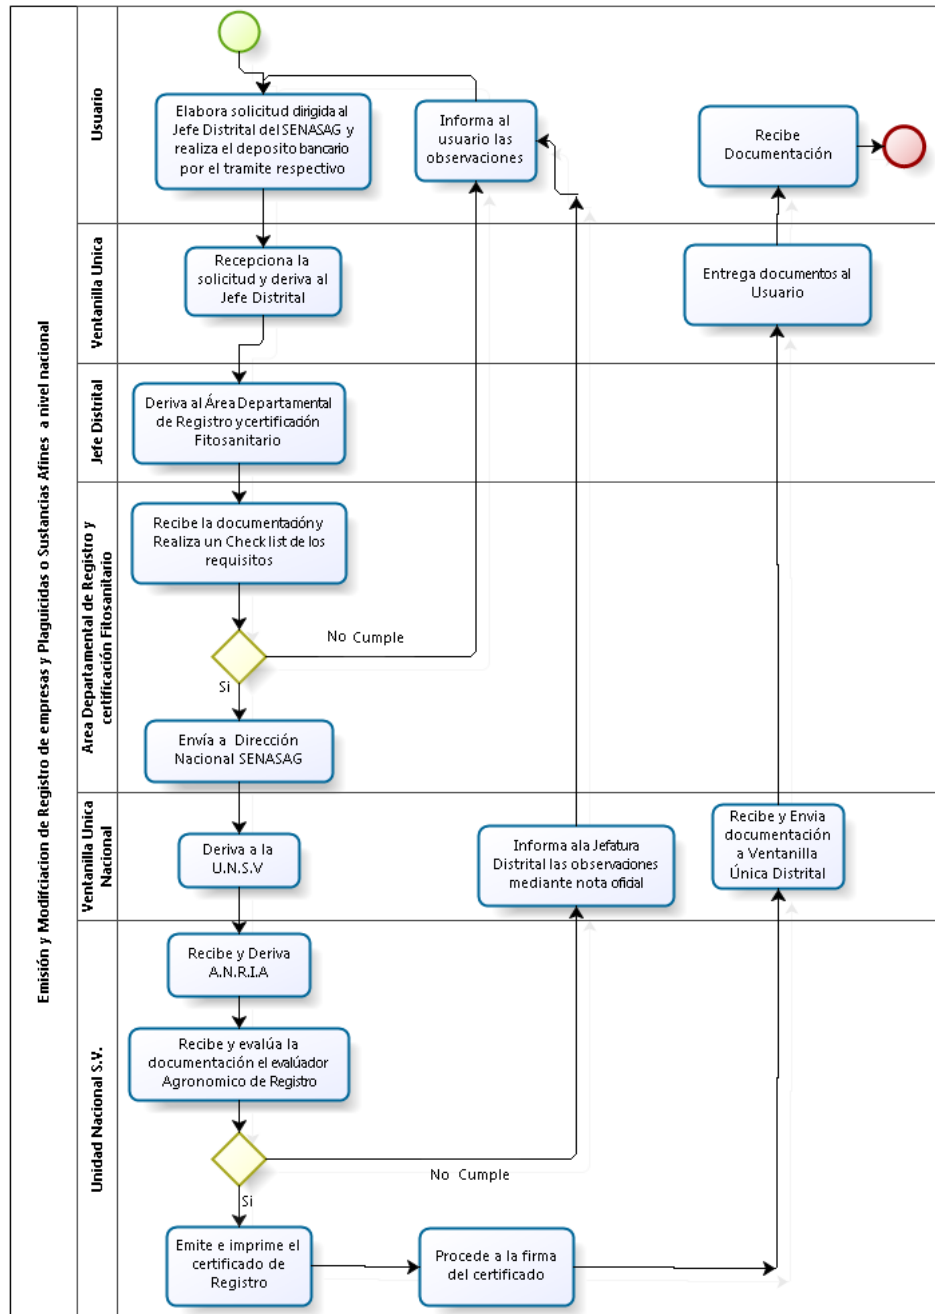 Emisión y Modifrciacion de Registro de empresas y Plaguicidas o Sustancias Afines a nivel nacional
Usuario
Elabora solicitud dirigida al
Jefe Distrital del SENASAG y
realiza el deposito bancario
por el tramite respectivo
Informa al
usuario las
observaciones
Recibe
Documentación
Ventanilla Unica
Recepciona la
solicitud y deriva al
Jefe Distrital
Entrega documentos al
Usuario
Jefe Distrital
Deriva al Área Departamental
de Registro y certificación
Fitosanitario
Area Departamental de Registro y
certificación Fitosanitario
Recibe la documentación y
Realiza un Check list de los
requisitos
No Cumple
Si
Envía a Dirección
Nacional SENASAG
Ventanilla Unica
Nacional
Deriva a la
U.N.S.V
Informa ala Jefatura
Distrital las observaciones
mediante nota oficial
Recibe y Envia
documentación
a Ventanilla
Única Distrital
Unidad Nacional S.V.
Recibe y Deriva
A.N.R.I.A
Recibe y evalúa la
documentación el evalúador
Agronomico de Registro
No Cumple
Si
Emite e imprime el
certificado de
Registro
Procede a la firma
del certificado